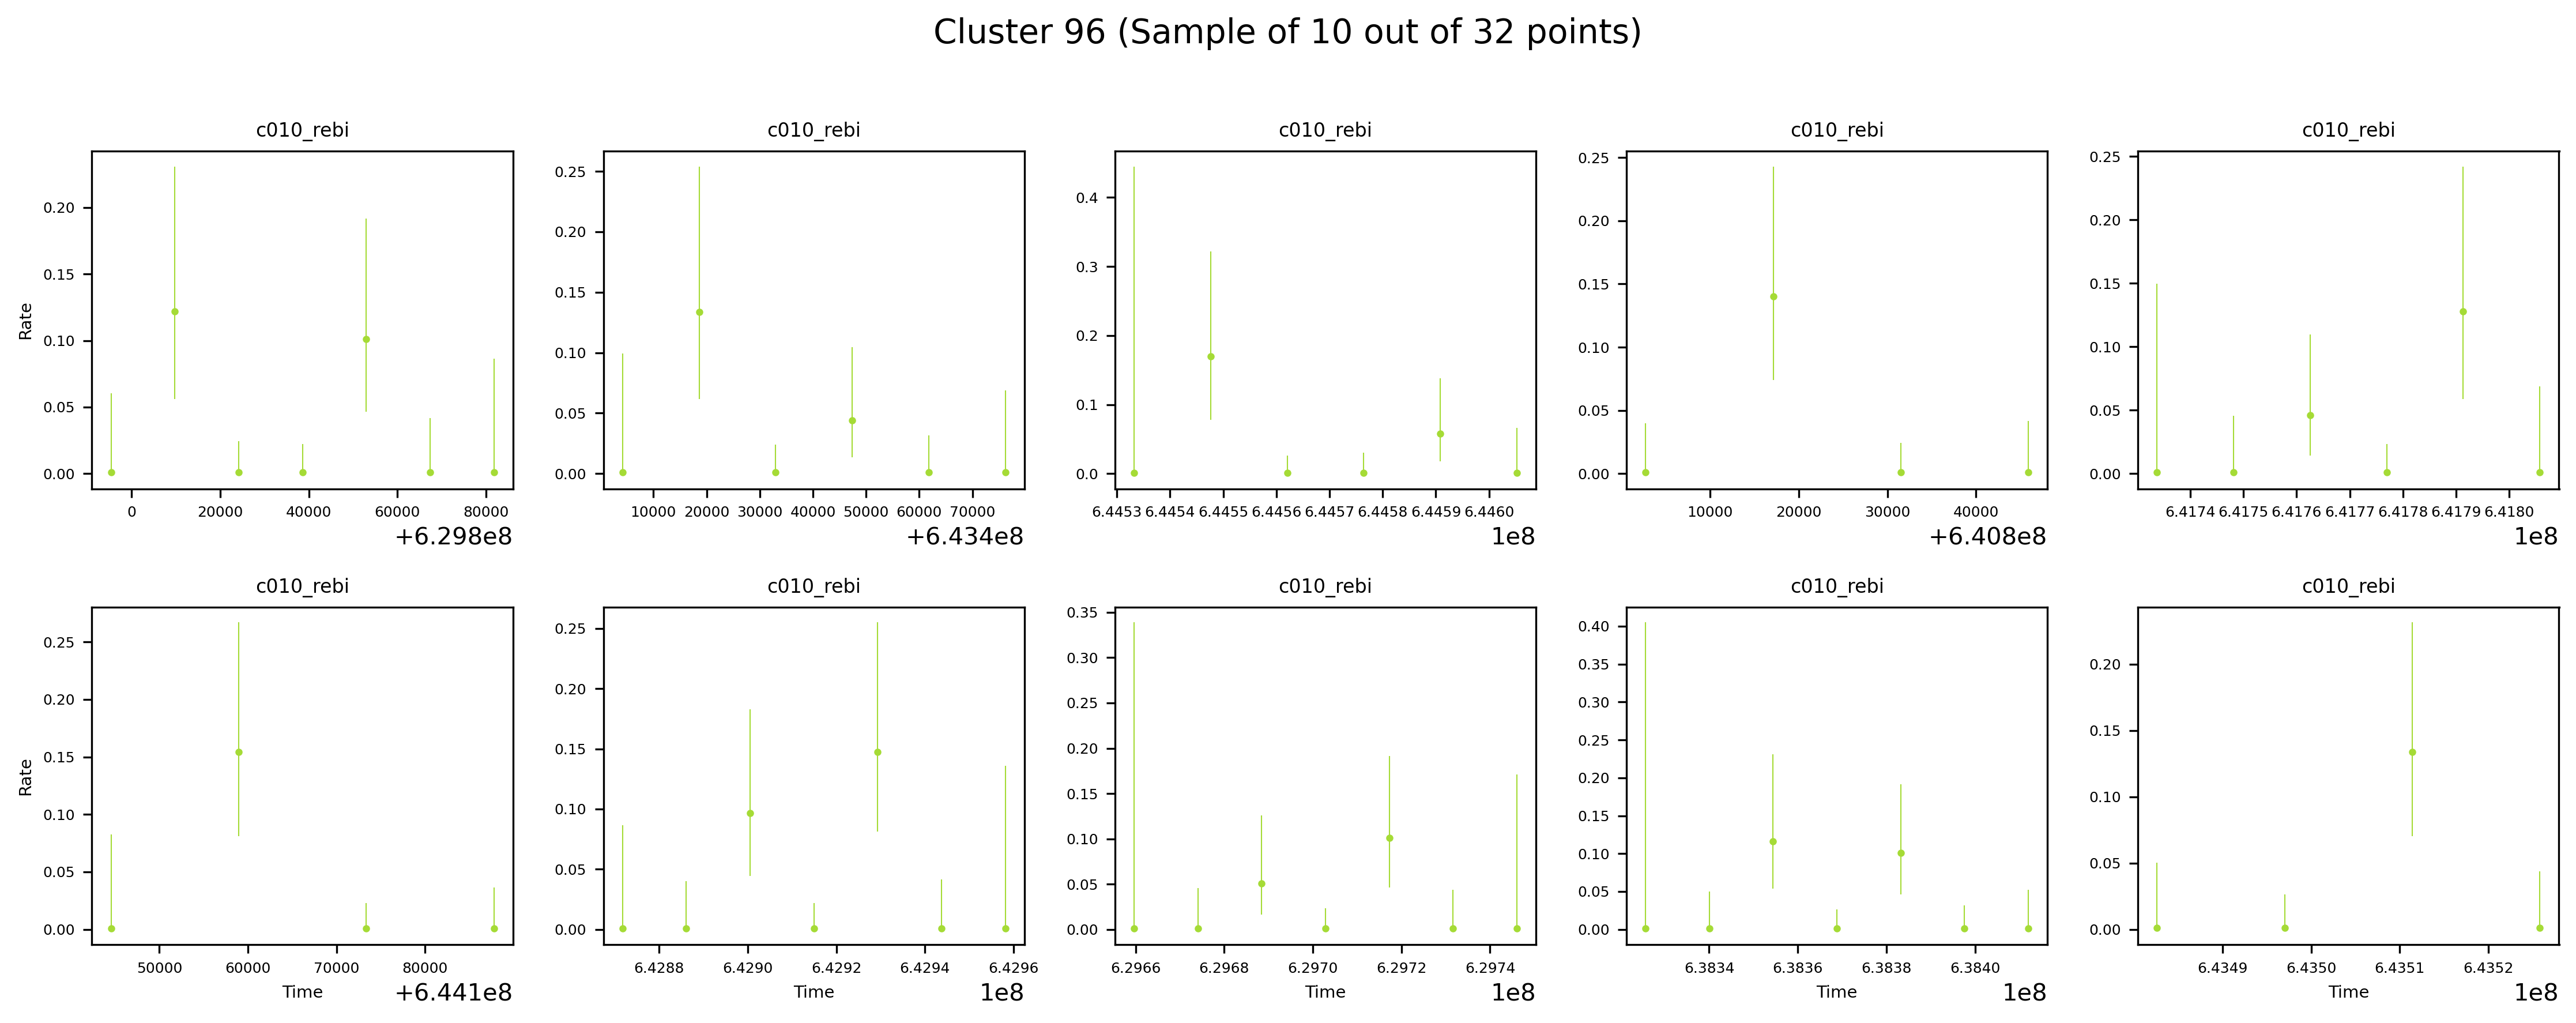 Cluster 96 (Sample of 10 out of 32 points)
c010_rebi c010_rebi c010_rebi c010_rebi c010_rebi
0.20 0.15 0.10 0.05 0.00
Rate
0 20000 40000 60000 80000
+6.298e8
0.25 0.20 0.15 0.10 0.05 0.00
10000 20000 30000 40000 50000 60000 70000
+6.434e8
0.4 0.3 0.2 0.1 0.0
6.4453 6.4454 6.4455 6.4456 6.4457 6.4458 6.4459 6.4460
1e8
0.25 0.20 0.15 0.10 0.05 0.00
10000 20000 30000 40000
+6.408e8
0.25 0.20 0.15 0.10 0.05 0.00
6.4174 6.4175 6.4176 6.4177 6.4178 6.4179 6.4180
1e8
c010_rebi c010_rebi c010_rebi c010_rebi c010_rebi
0.25 0.20 0.15 0.10 0.05 0.00
Rate
50000 60000 70000 80000
Time
+6.441e8
0.25 0.20 0.15 0.10 0.05 0.00
6.4288 6.4290 6.4292 6.4294 6.4296
Time
1e8
0.35 0.30 0.25 0.20 0.15 0.10 0.05 0.00
6.2966 6.2968 6.2970 6.2972 6.2974
Time
1e8
0.40 0.35 0.30 0.25 0.20 0.15 0.10 0.05 0.00
6.3834 6.3836 6.3838 6.3840
Time
1e8
0.20 0.15 0.10 0.05 0.00
6.4349 6.4350 6.4351 6.4352
Time
1e8